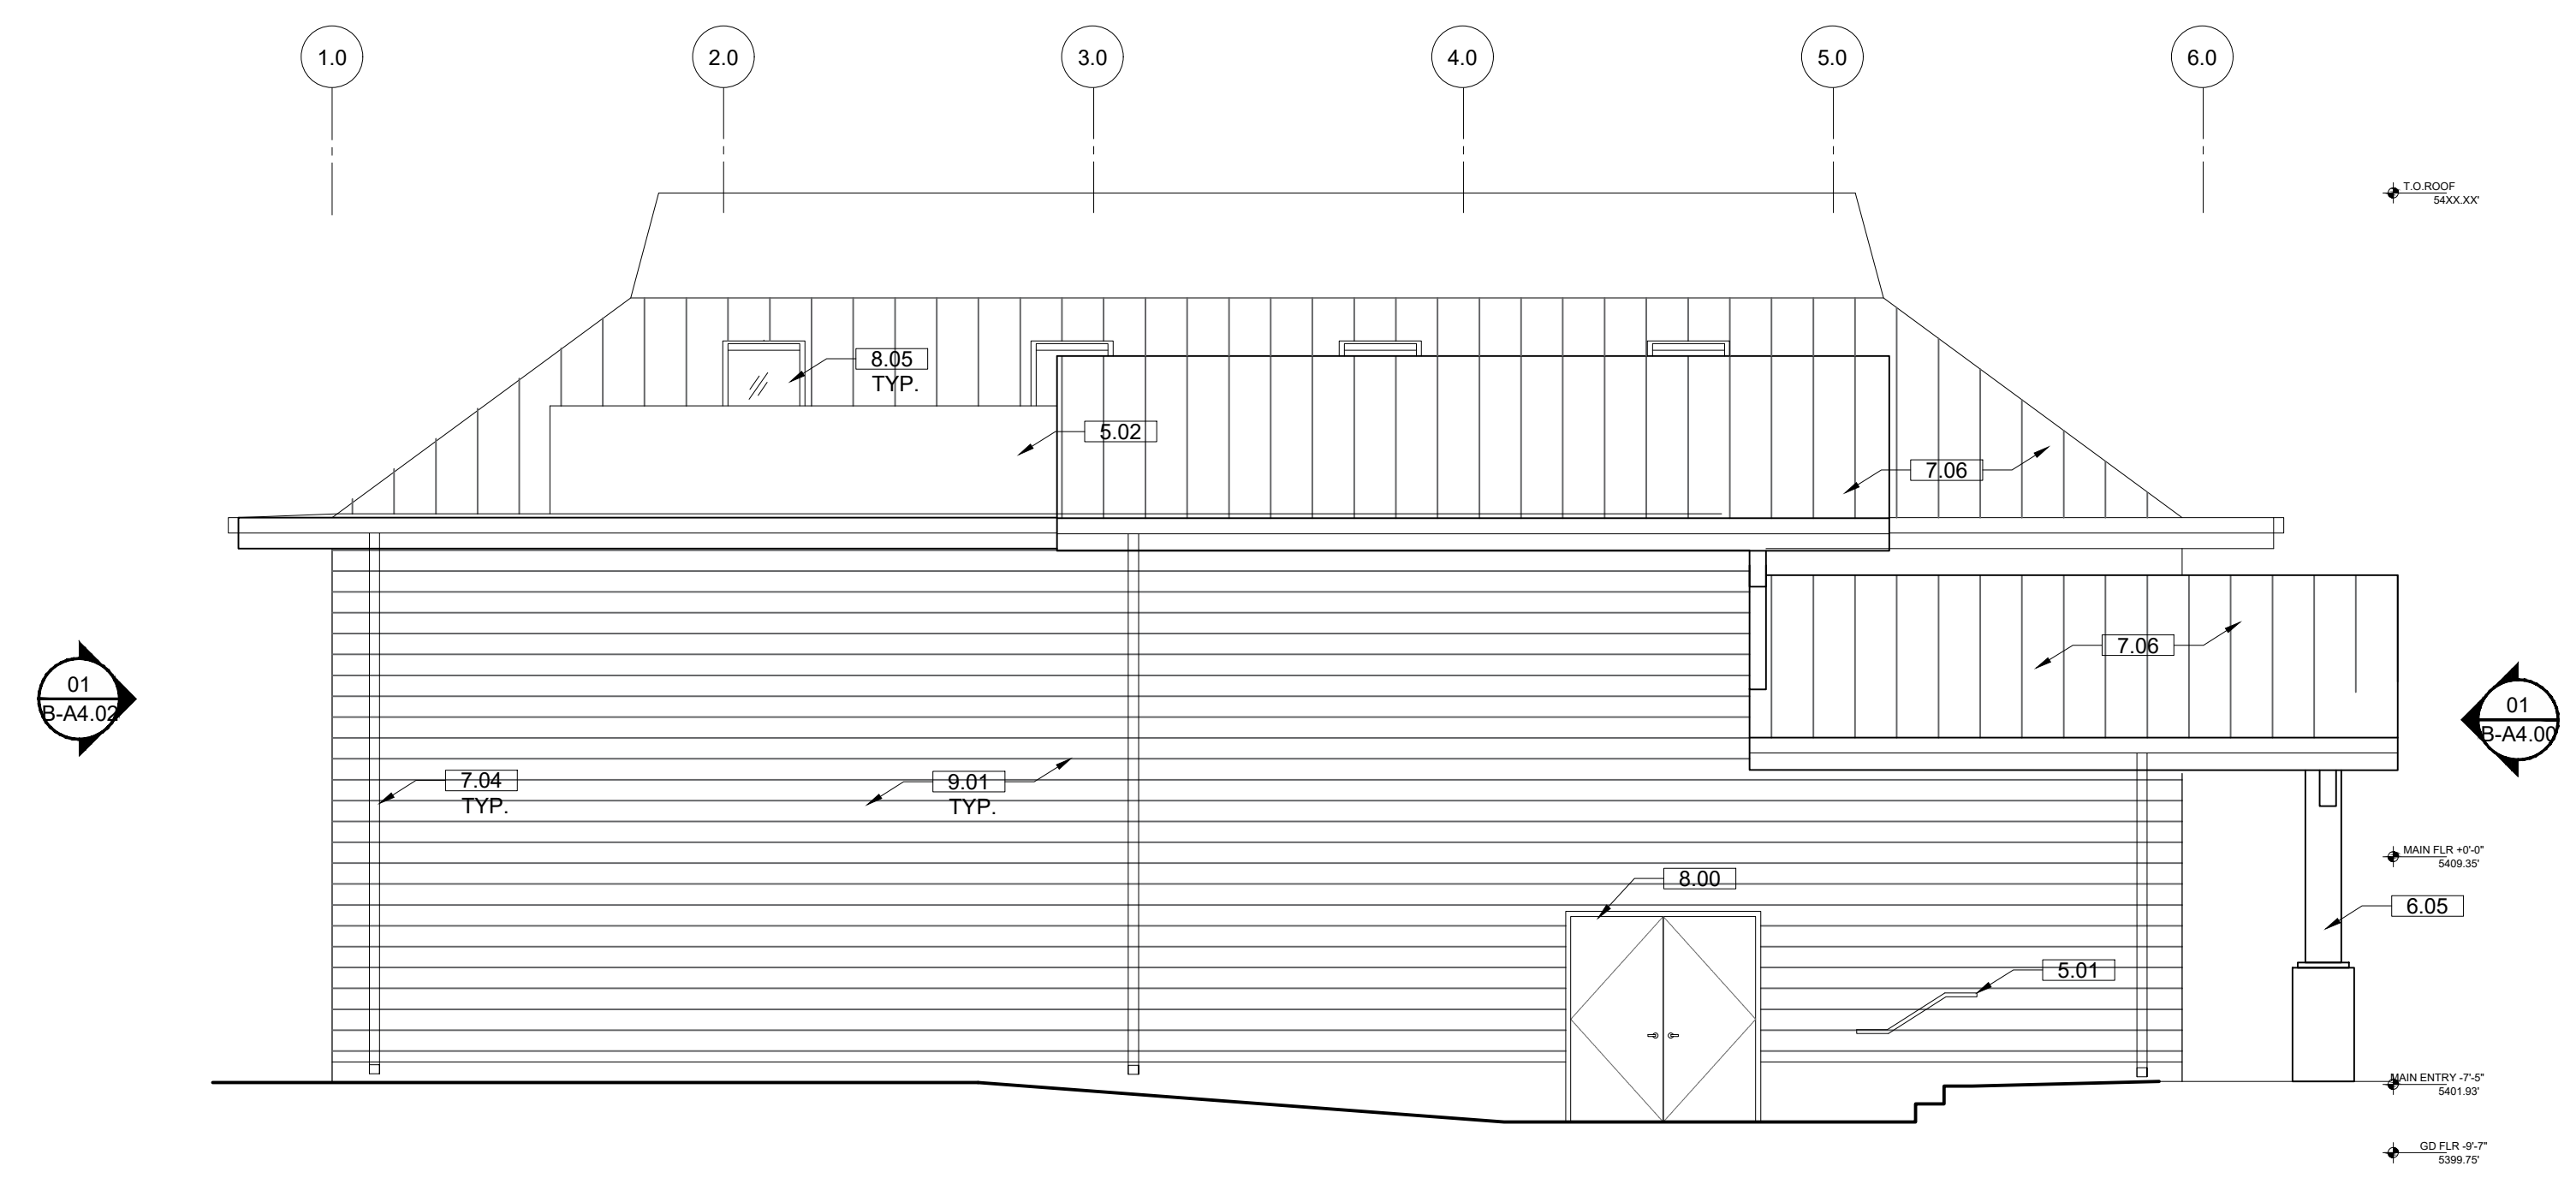 1.0
2.0
3.0
4.0
5.0
6.0
T.O.ROOF
54XX.XX'
8.05
TYP.
5.02
7.06
7.06
01
B-A4.02
01
B-A4.00
7.04
TYP.
9.01
TYP.
MAIN FLR +0'-0"
5409.35'
8.00
6.05
5.01
MAIN ENTRY -7'-5"
5401.93'
GD FLR -9'-7"
5399.75'